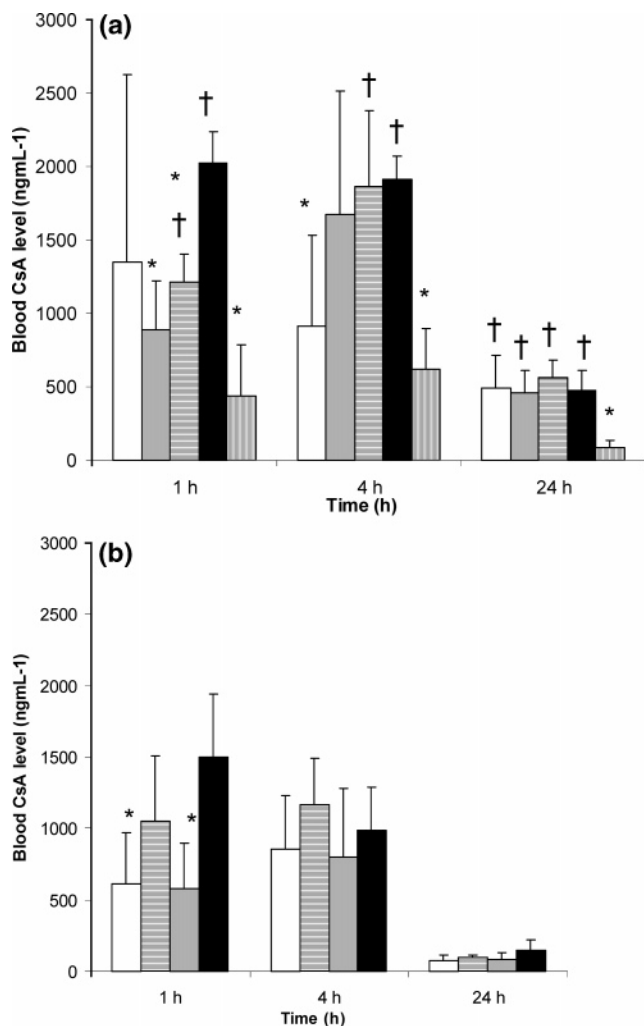 (a)
3000
2500
2000
1500
1000
500
0
Blood CsA level (ngmL-1)
†
* †
* *
†
†
* *
† † † †
*
1 h 4 h 24 h
Time (h)
(b)
3000
2500
2000
1500
1000
500
0
Blood CsA level (ngmL-1)
* *
1 h 4 h 24 h
Time (h)